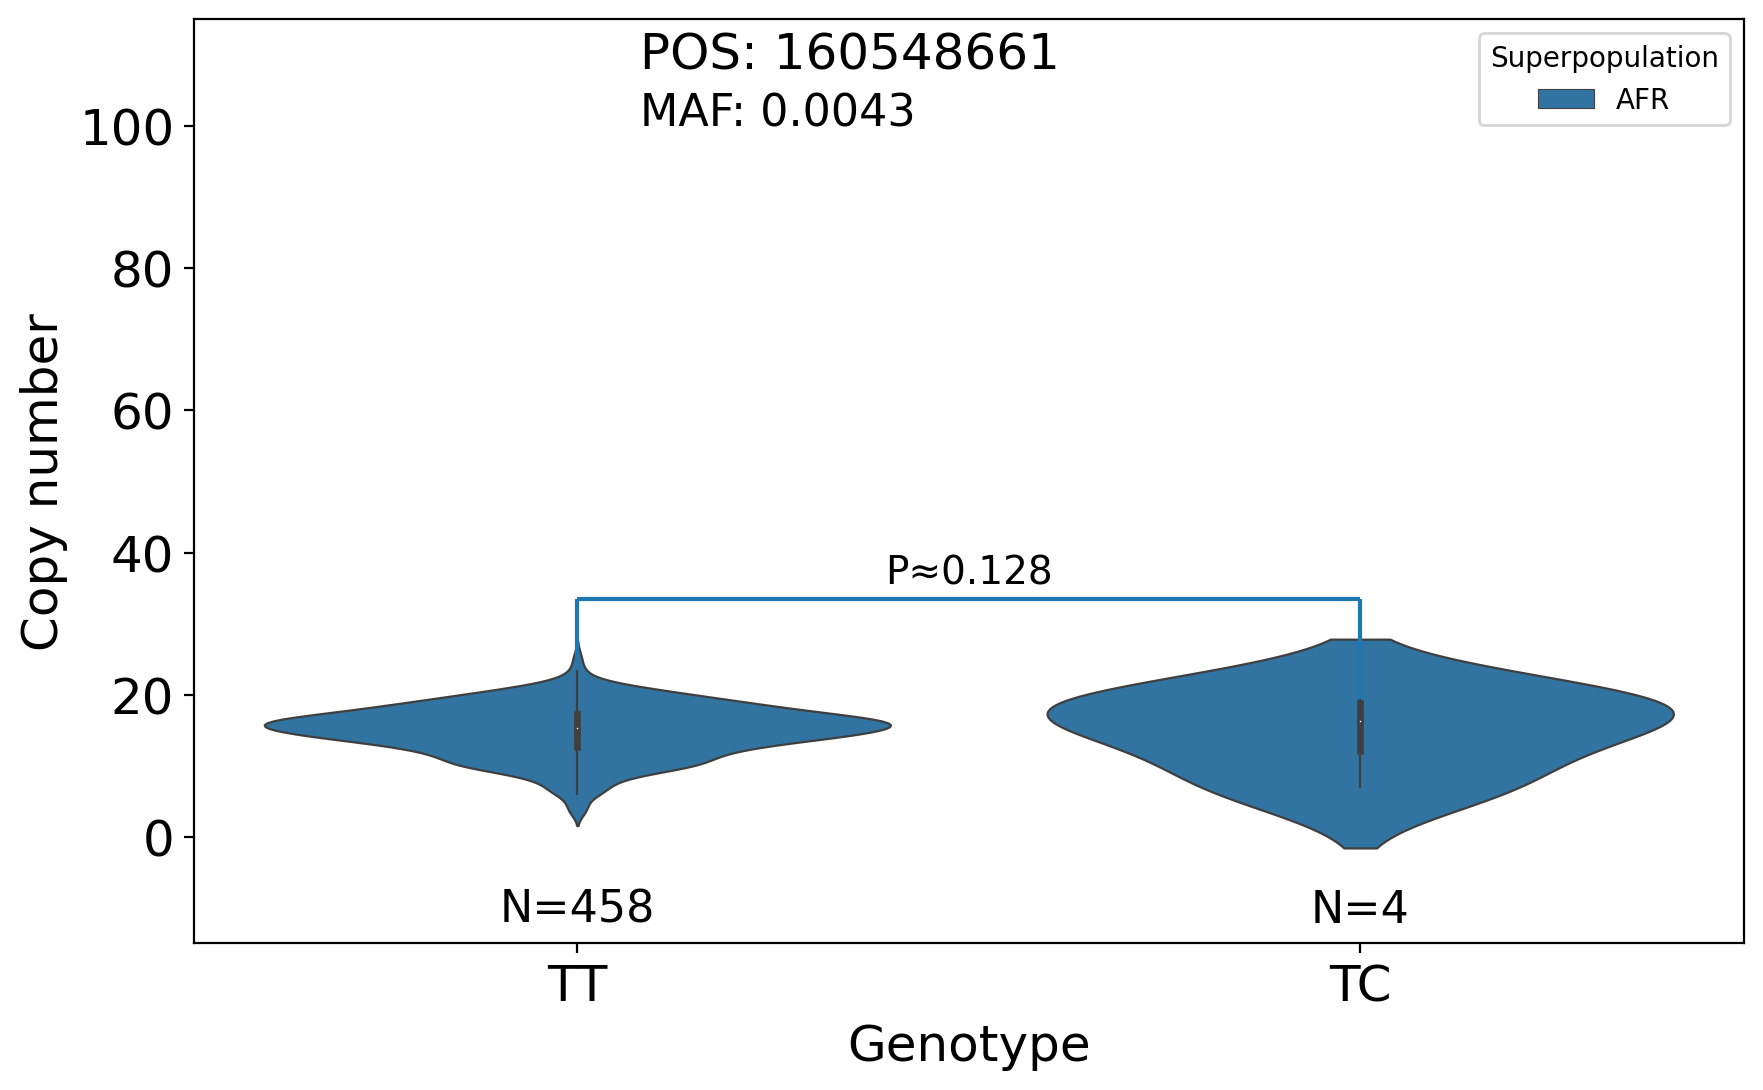 POS: 160548661
MAF: 0.0043
Superpopulation
AFR
Copy number
100
80
60
40
20
0
P≈0.128
N=458
N=4
TT
TC
Genotype